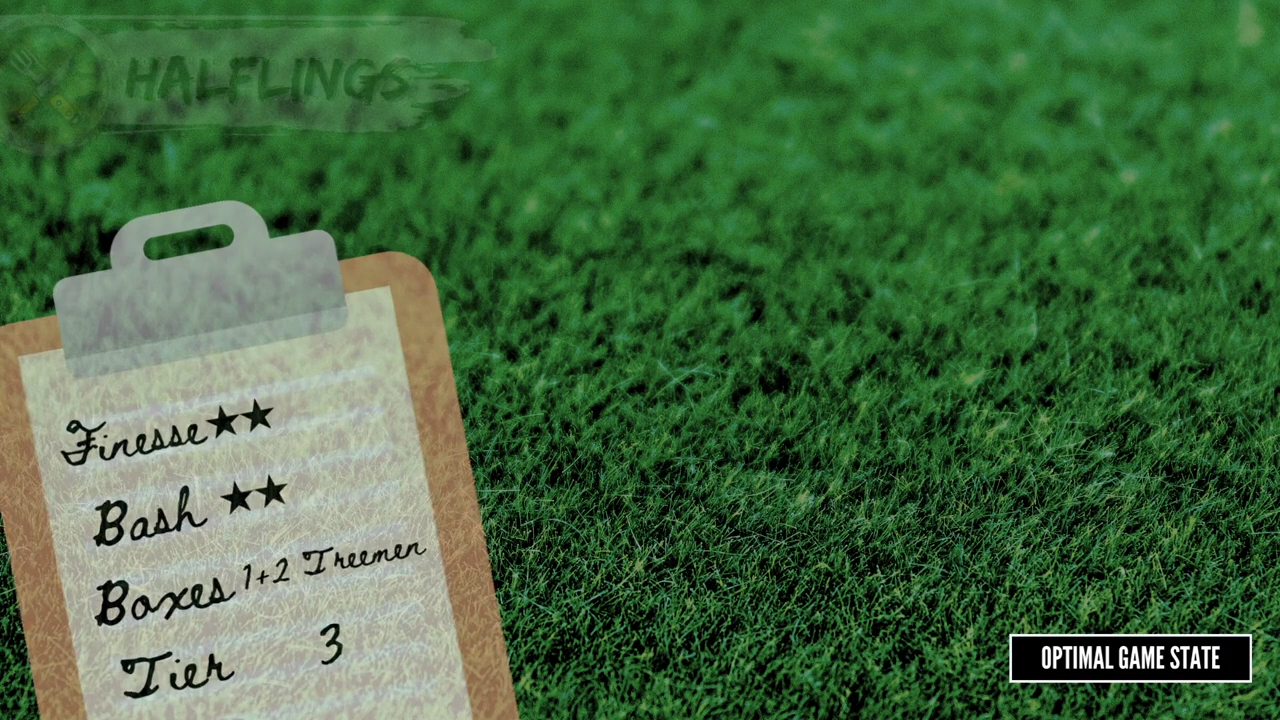 HALFLINGS
Finesse★★
Bash ★★
Boxes 1+2 Treemen
Tier 3
OPTIMAL GAME STATE